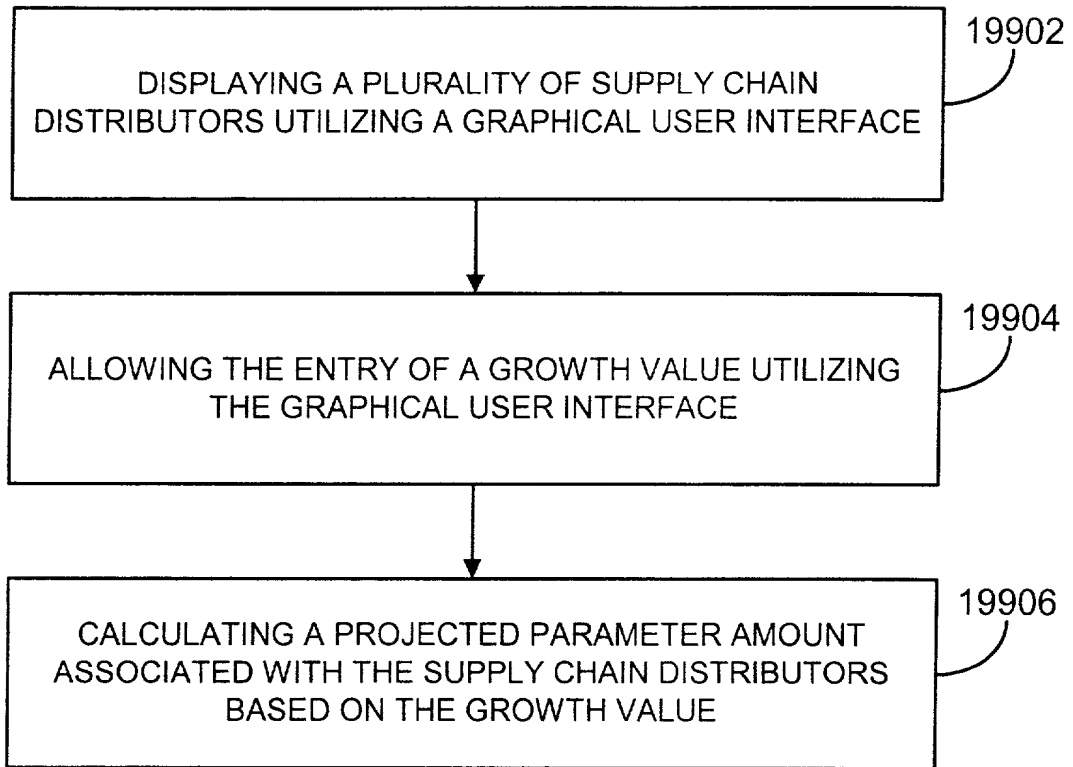 19902
DISPLAYING A PLURALITY OF SUPPLY CHAIN
DISTRIBUTORS UTILIZING A GRAPHICAL USER INTERFACE
19904
ALLOWING THE ENTRY OF A GROWTH VALUE UTILIZING
THE GRAPHICAL USER INTERFACE
19906
CALCULATING A PROJECTED PARAMETER AMOUNT
ASSOCIATED WITH THE SUPPLY CHAIN DISTRIBUTORS
BASED ON THE GROWTH VALUE